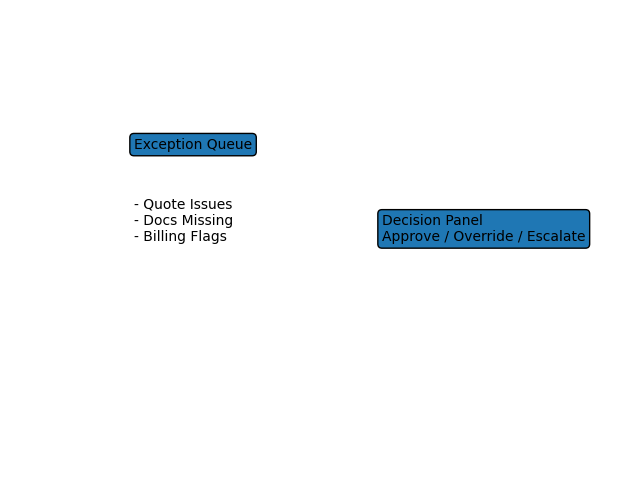 Exception Queue
- Quote Issues
- Docs Missing
- Billing Flags
Decision Panel
Approve / Override / Escalate